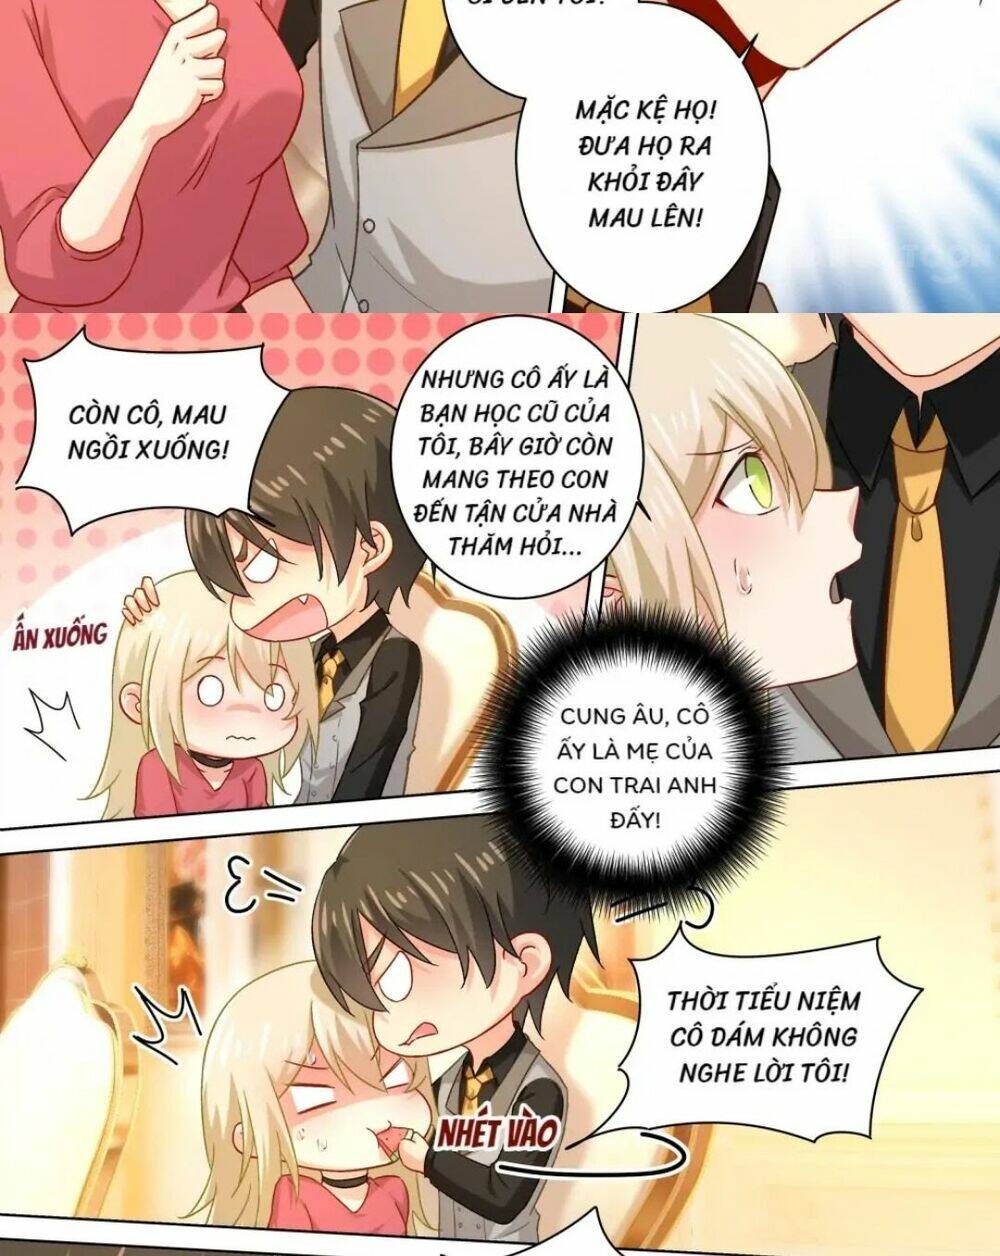 MẶC KỆ HỌ!
ĐƯA HỌ RA
KHỎI ĐÂY
MAU LÊN!
CÒN CÔ, MAU
NGỒI XUỐNG!
NHƯNG CÔ ẤY LÀ
BẠN HỌC CŨ CỦA
TÔI, BÂY GIỜ CÒN
MANG THEO CON
ĐẾN TẬN CỬA NHÀ
THĂM HỎI...
ẤN XUỐNG
CUNG ÂU, CÔ
ẤY LÀ MẸ CỦA
CON TRAI ANH
ĐẤY!
THỜI TIỂU NIỆM
CÔ DÁM KHÔNG
NGHE LỜI TÔI!
NHÉT VÀO